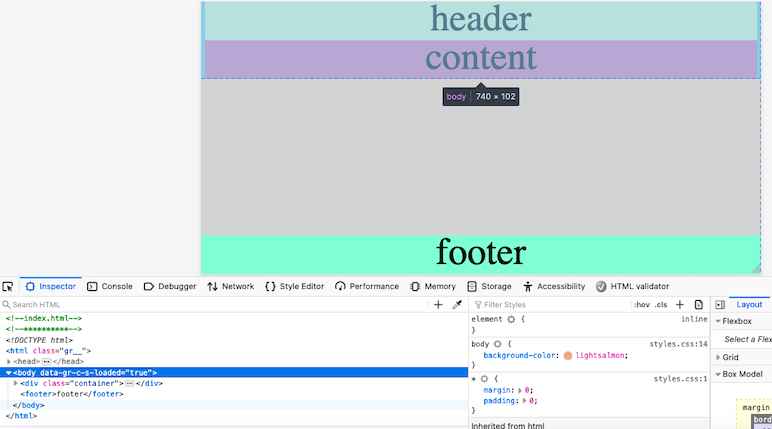 header
content
body 740 × 102
footer
Inspector Console Debugger Network Style Editor Performance Memory Storage Accessibility HTML validator
Search HTML
Filter Styles :hov .cls
Layout
<!--index.html-->
<!--***********-->
<!DOCTYPE html>
<html class="gr__">
<head> ••• </head>
<body data-gr-c-s-loaded="true">
<div class="container"> ••• </div>
<footer>footer</footer>
</body>
</html>
element { inline
}
body { styles.css:14
background-color: lightsalmon;
}
* { styles.css:1
margin: 0;
padding: 0;
}
Inherited from html
Flexbox
Select a Flex
Grid
Box Model
margin
bord